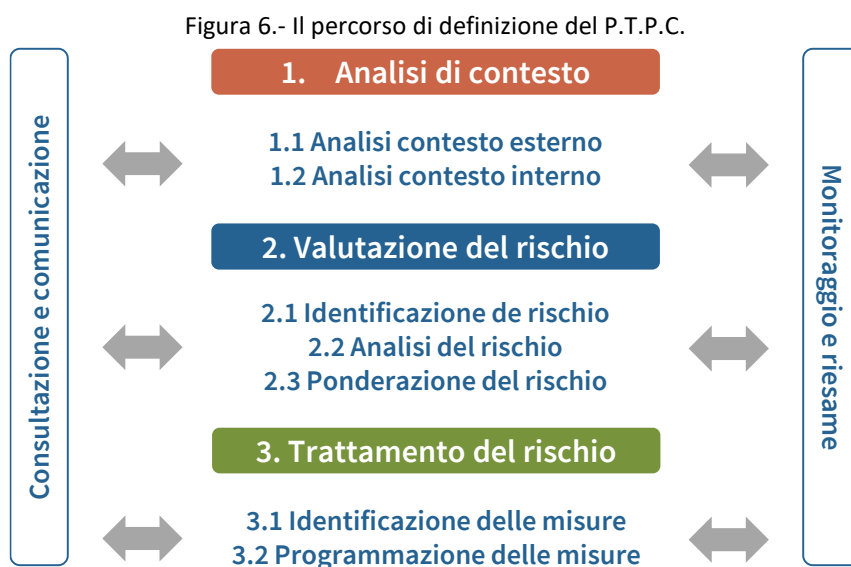 Figura 6.- Il percorso di definizione del P.T.P.C.
Consultazione e comunicazione
1. Analisi di contesto
1.1 Analisi contesto esterno
1.2 Analisi contesto interno
2. Valutazione del rischio
2.1 Identificazione de rischio
2.2 Analisi del rischio
2.3 Ponderazione del rischio
3. Trattamento del rischio
3.1 Identificazione delle misure
3.2 Programmazione delle misure
Monitoraggio e riesame